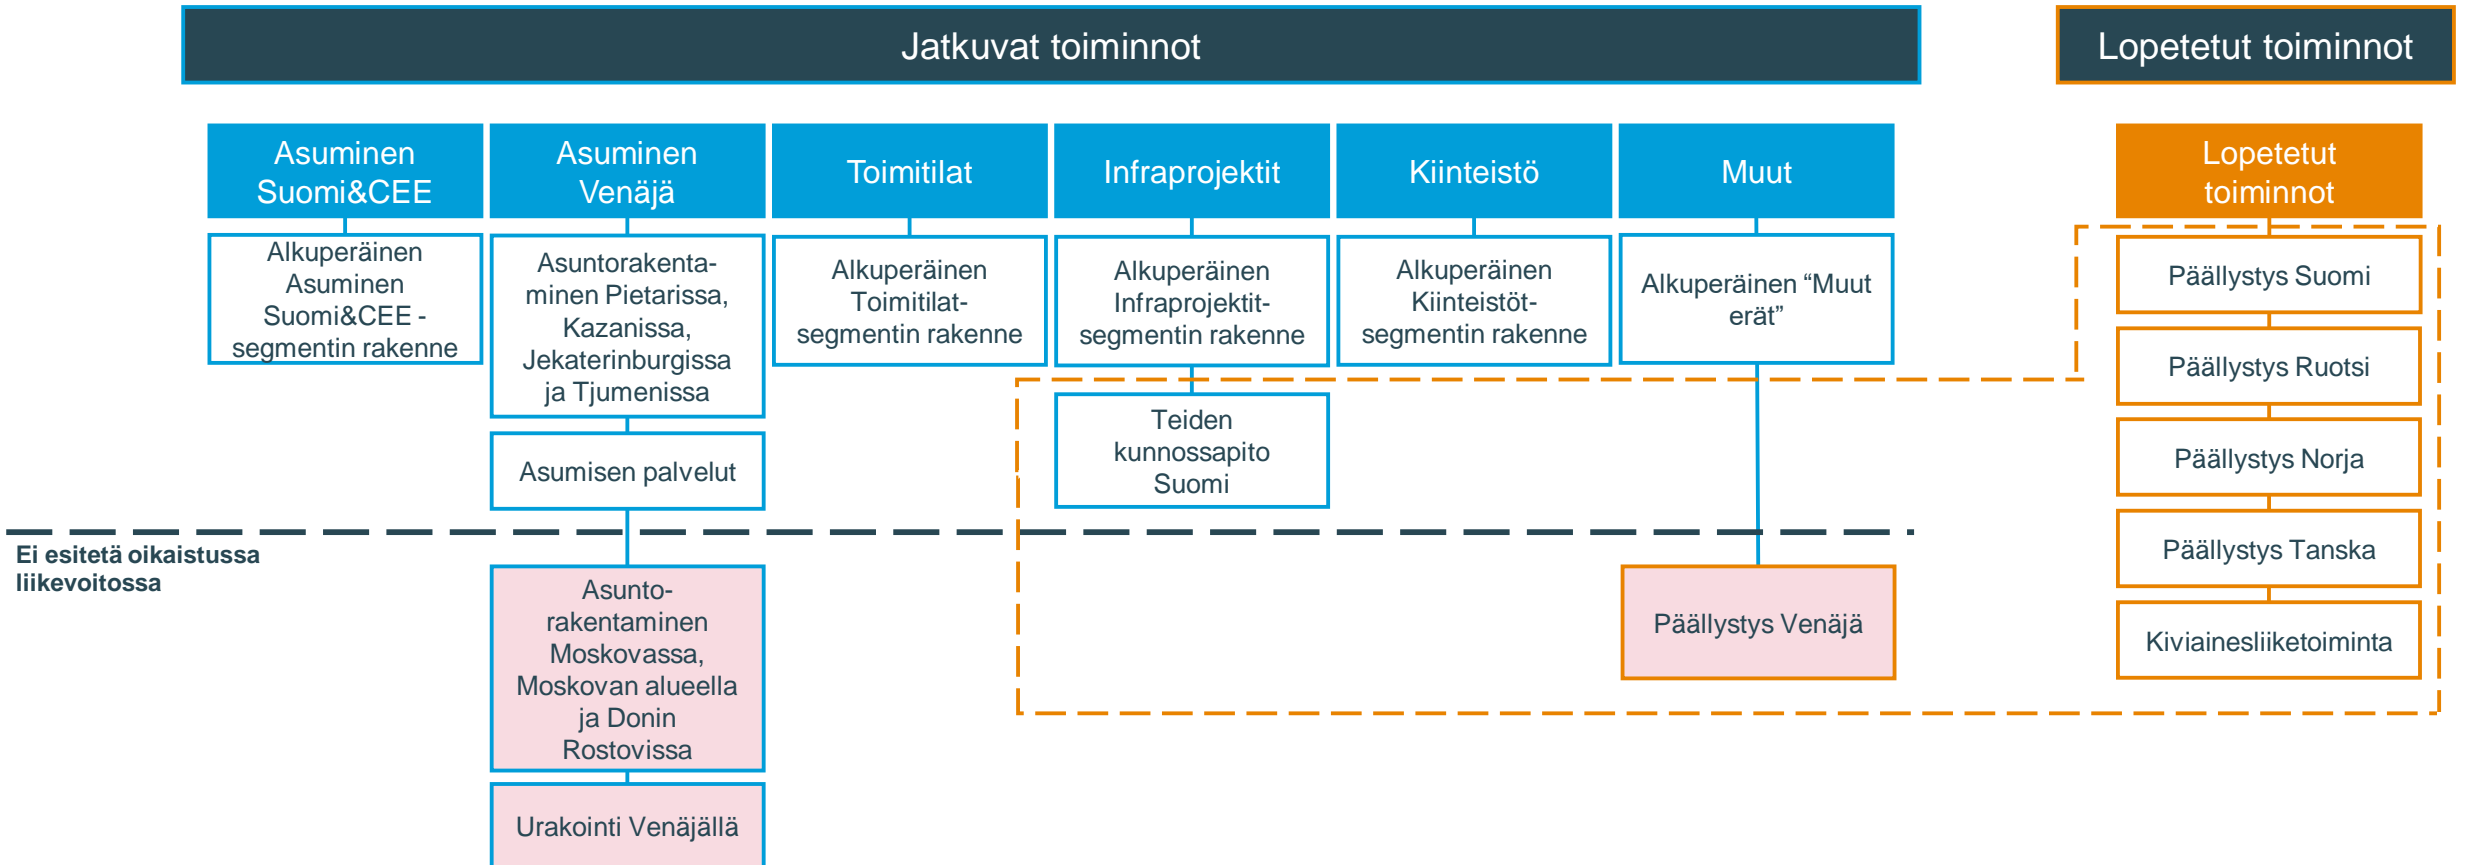 Jatkuvat toiminnot
Lopetetut toiminnot
Asuminen
Suomi&CEE
Alkuperäinen
Asuminen
Suomi&CEE -
segmentin rakenne
Asuminen
Venäjä
Asuntorakenta-
minen Pietarissa,
Kazanissa,
Jekaterinburgissa
ja Tjumenissa
Asumisen palvelut
Toimitilat
Alkuperäinen
Toimitilat-
segmentin rakenne
Infraprojektit
Alkuperäinen
Infraprojektit-
segmentin rakenne
Teiden
kunnossapito
Suomi
Kiinteistö
Alkuperäinen
Kiinteistöt-
segmentin rakenne
Muut
Alkuperäinen “Muut
erät”
Lopetetut
toiminnot
Päällystys Suomi
Päällystys Ruotsi
Päällystys Norja
Päällystys Tanska
Kiviainesliiketoiminta
Ei esitetä oikaistussa
liikevoitossa
Asunto-
rakentaminen
Moskovassa,
Moskovan alueella
ja Donin
Rostovissa
Urakointi Venäjällä
Päällystys Venäjä